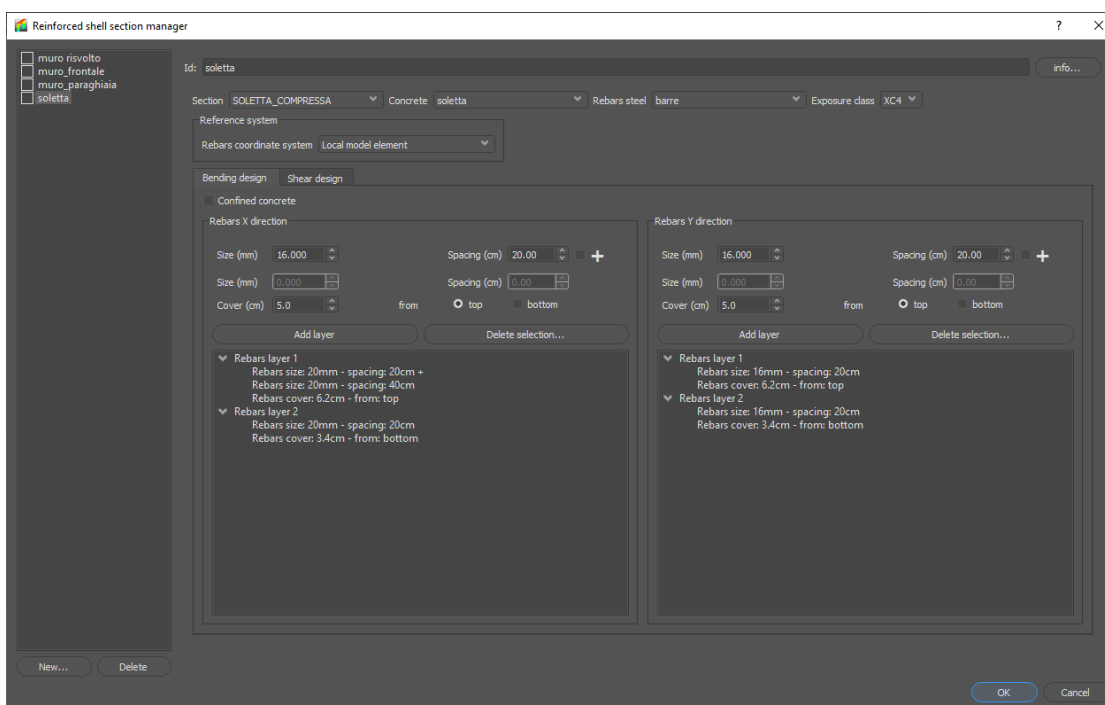 Reinforced shell section manager
? X
muro risvolto
muro_frontale
muro_paraghiaia
soletta
Id: soletta info...
Section SOLETTA_COMPRESSA Concrete soletta Rebars steel barre Exposure class XC4
Reference system
Rebars coordinate system Local model element
Bending design Shear design
Confined concrete
Rebars X direction
Size (mm) 16.000 Spacing (cm) 20.00 +
Size (mm) 0.000 Spacing (cm) 0.00
Cover (cm) 5.0 from top bottom
Add layer Delete selection...
Rebars layer 1
Rebars size: 20mm - spacing: 20cm +
Rebars size: 20mm - spacing: 40cm
Rebars cover: 6.2cm - from: top
Rebars layer 2
Rebars size: 20mm - spacing: 20cm
Rebars cover: 3.4cm - from: bottom
Rebars Y direction
Size (mm) 16.000 Spacing (cm) 20.00 +
Size (mm) 0.000 Spacing (cm) 0.00
Cover (cm) 5.0 from top bottom
Add layer Delete selection...
Rebars layer 1
Rebars size: 16mm - spacing: 20cm
Rebars cover: 6.2cm - from: top
Rebars layer 2
Rebars size: 16mm - spacing: 20cm
Rebars cover: 3.4cm - from: bottom
New... Delete
OK Cancel